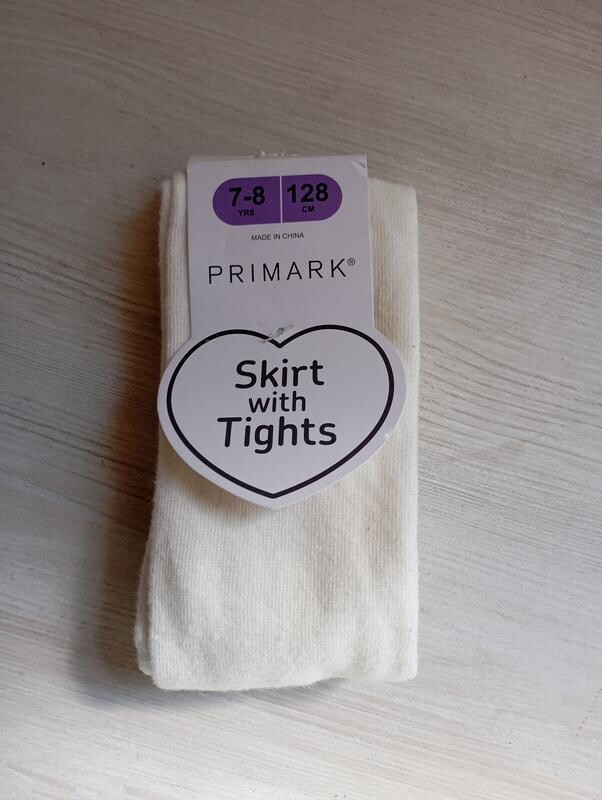 7-8 128
YRS CM
MADE IN CHINA
PRIMARK®
Skirt
with
Tights